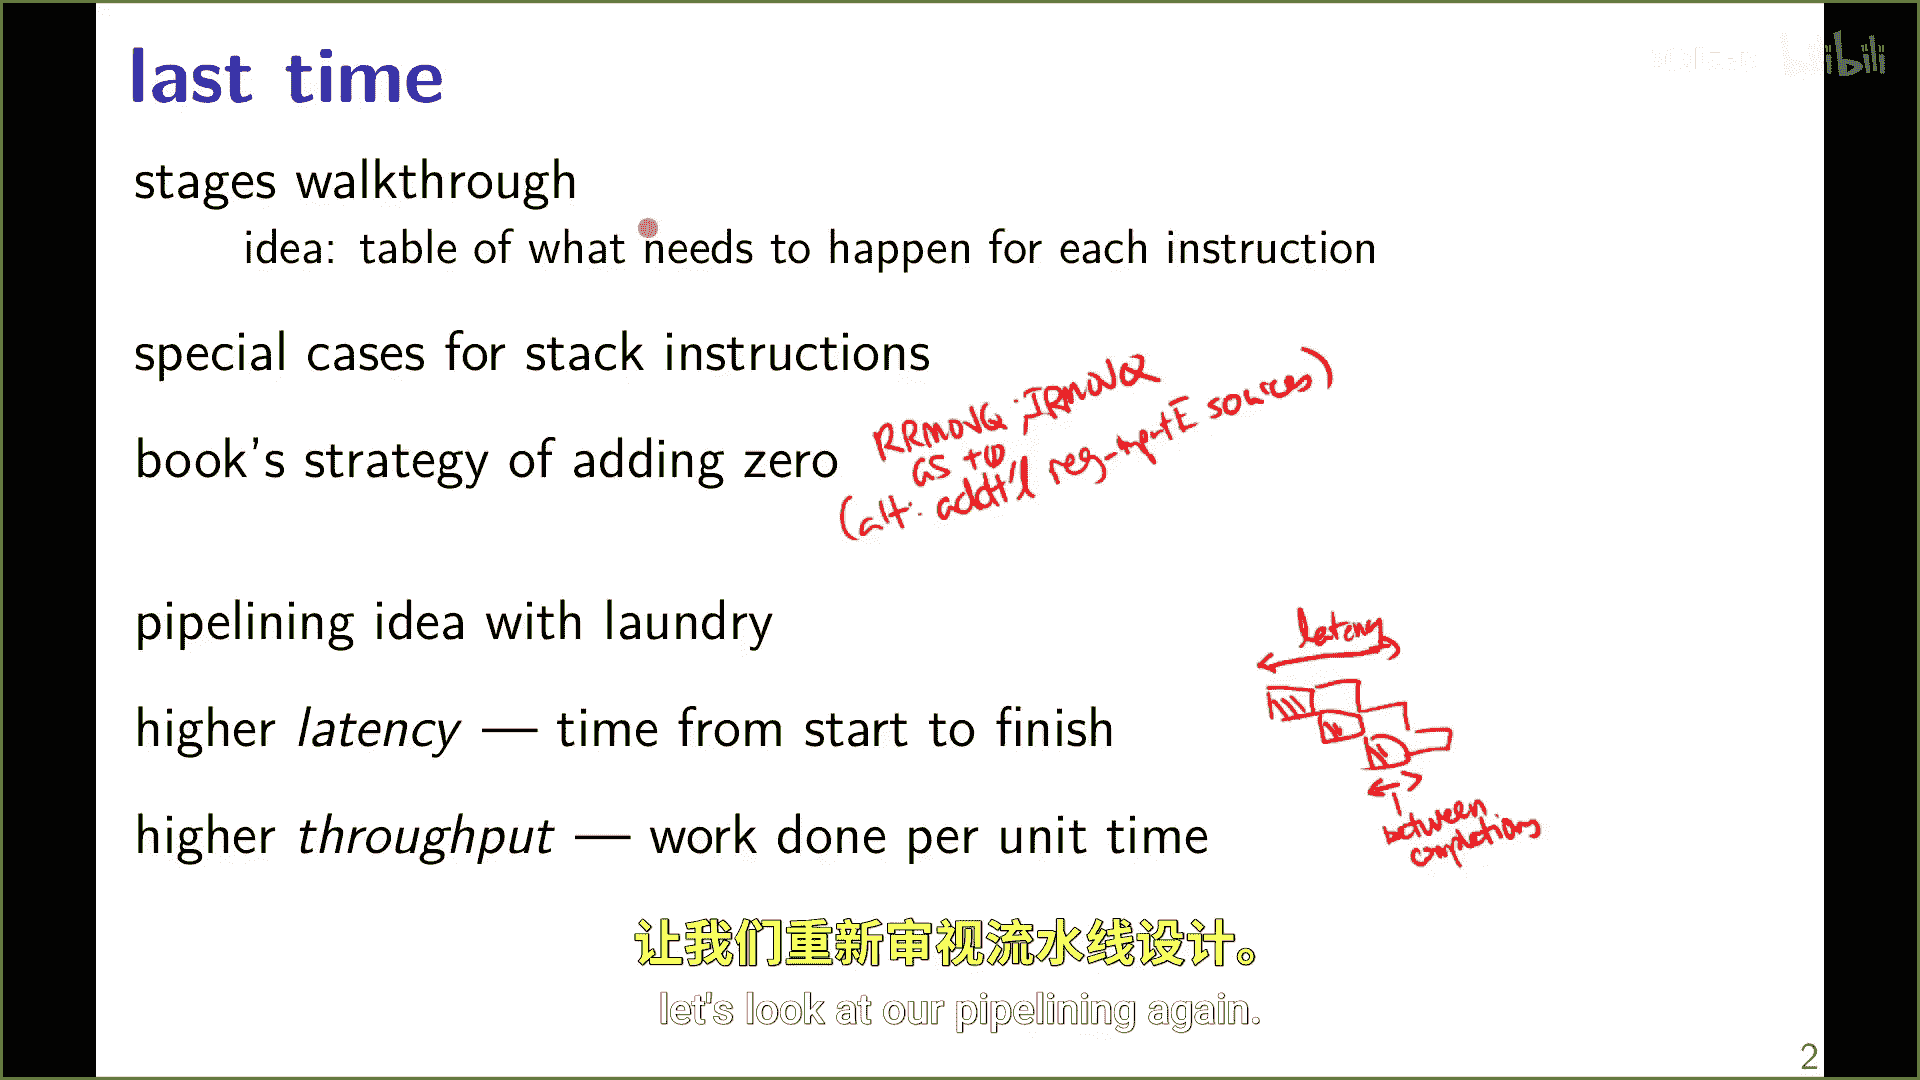 last time
stages walkthrough
idea: table of what needs to happen for each instruction
special cases for stack instructions
book's strategy of adding zero
RRMOVQ ; IRMOVQ
as +0
(alt: addt'l reg-inputE sources)
pipelining idea with laundry
higher latency — time from start to finish
higher throughput — work done per unit time
latency
between
completions
让我们重新审视流水线设计。
let's look at our pipelining again.
2
bilibili